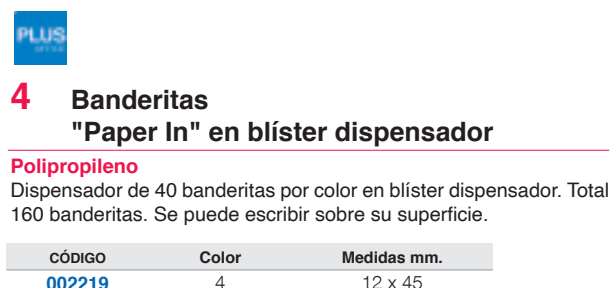 PLUS
office
4 Banderitas
"Paper In" en blíster dispensador
Polipropileno
Dispensador de 40 banderitas por color en blíster dispensador. Total
160 banderitas. Se puede escribir sobre su superficie.
CÓDIGO Color Medidas mm.
002219 4 12 x 45